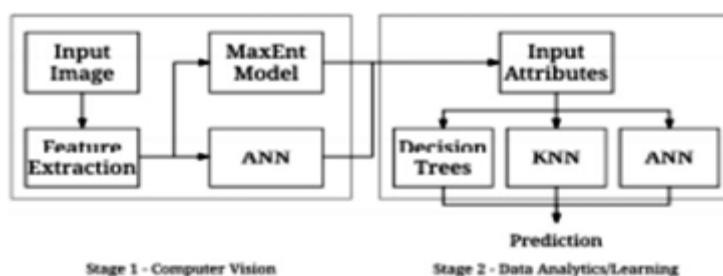 Input
Image
MaxEnt
Model
Feature
Extraction
ANN
Input
Attributes
Decision
Trees
KNN
ANN
Prediction
Stage 1 - Computer Vision
Stage 2 - Data Analytics/Learning